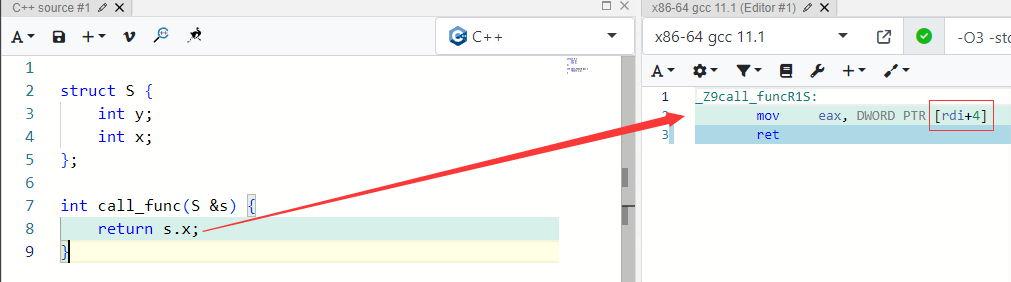 C++ source #1
A
C++
1
2 struct S {
3 int y;
4 int x;
5 };
6
7 int call_func(S &s) {
8 return s.x;
9 }
x86-64 gcc 11.1 (Editor #1)
x86-64 gcc 11.1
-O3 -std
A
1 _Z9call_funcR1S:
2 mov eax, DWORD PTR [rdi+4]
3 ret